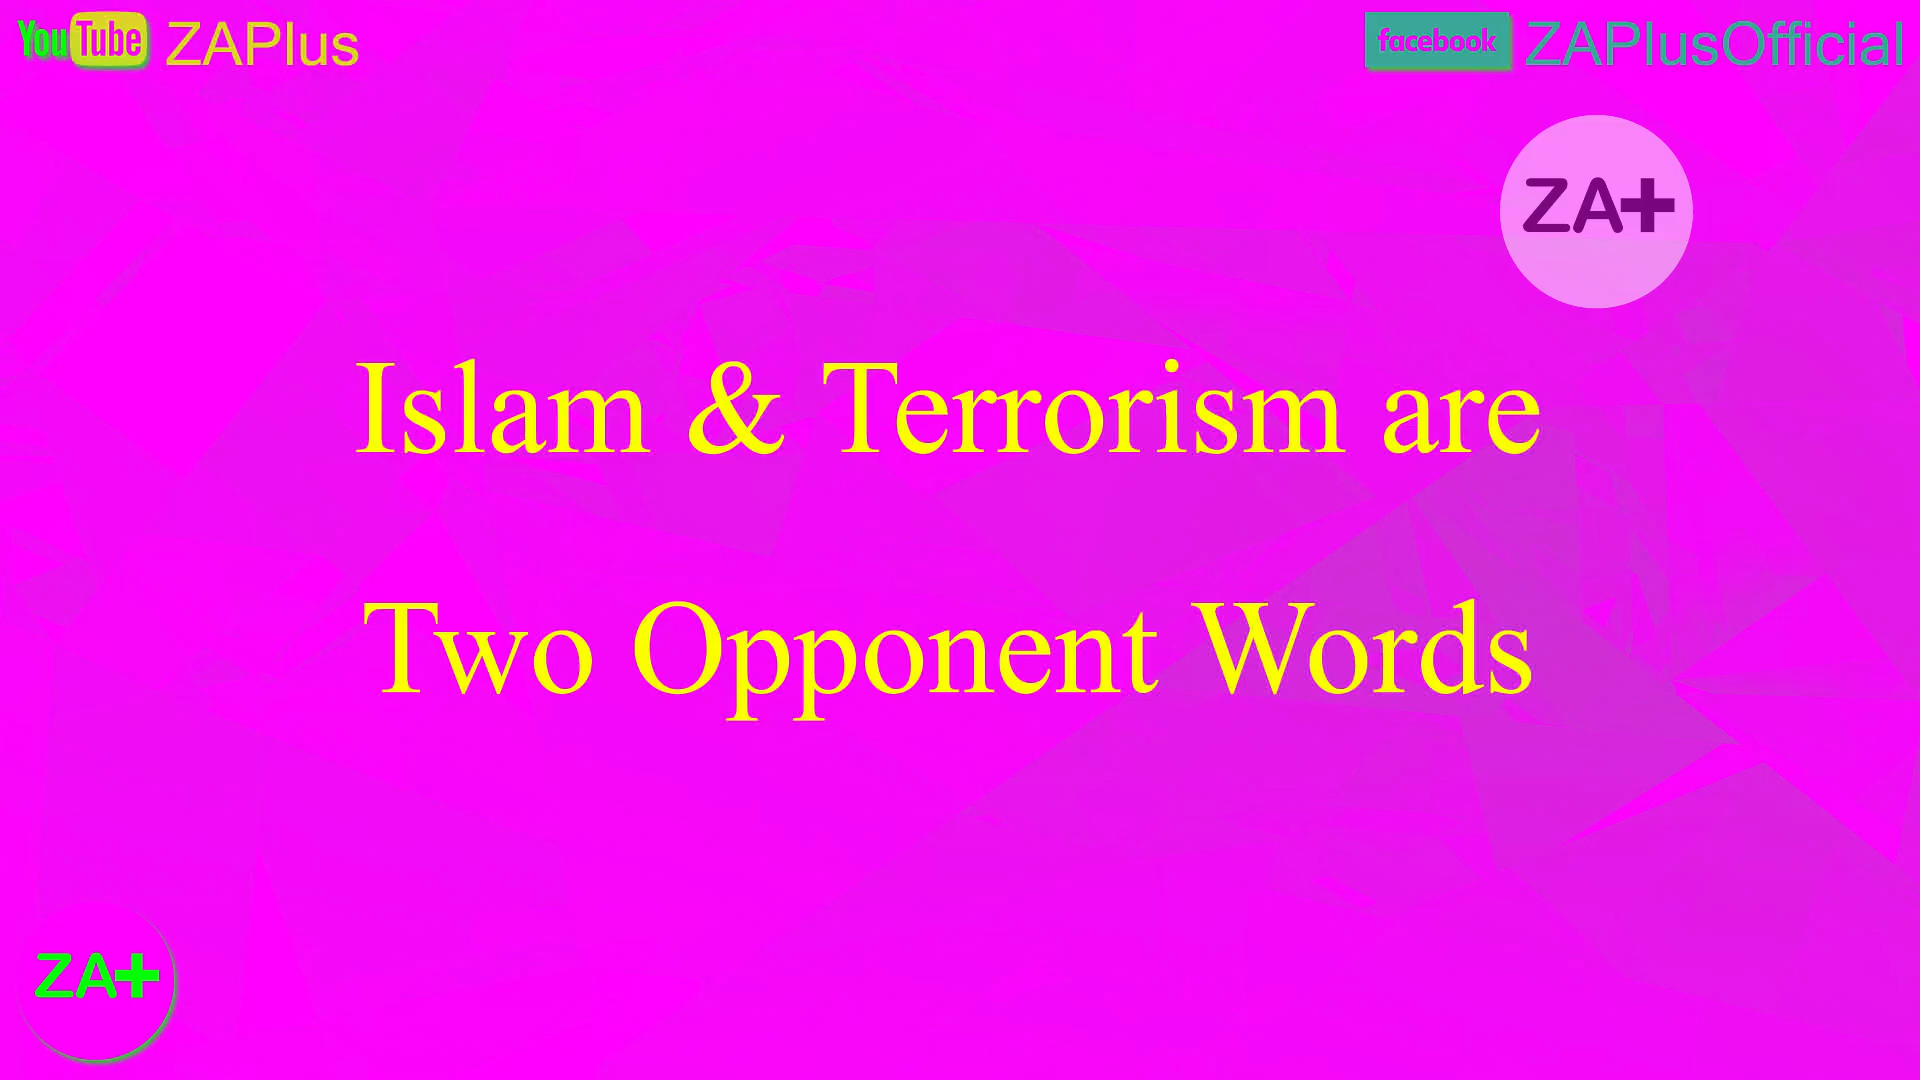 YouTube ZAPlus
facebook ZAPlusOfficial
ZA+
Islam & Terrorism are
Two Opponent Words
ZA+